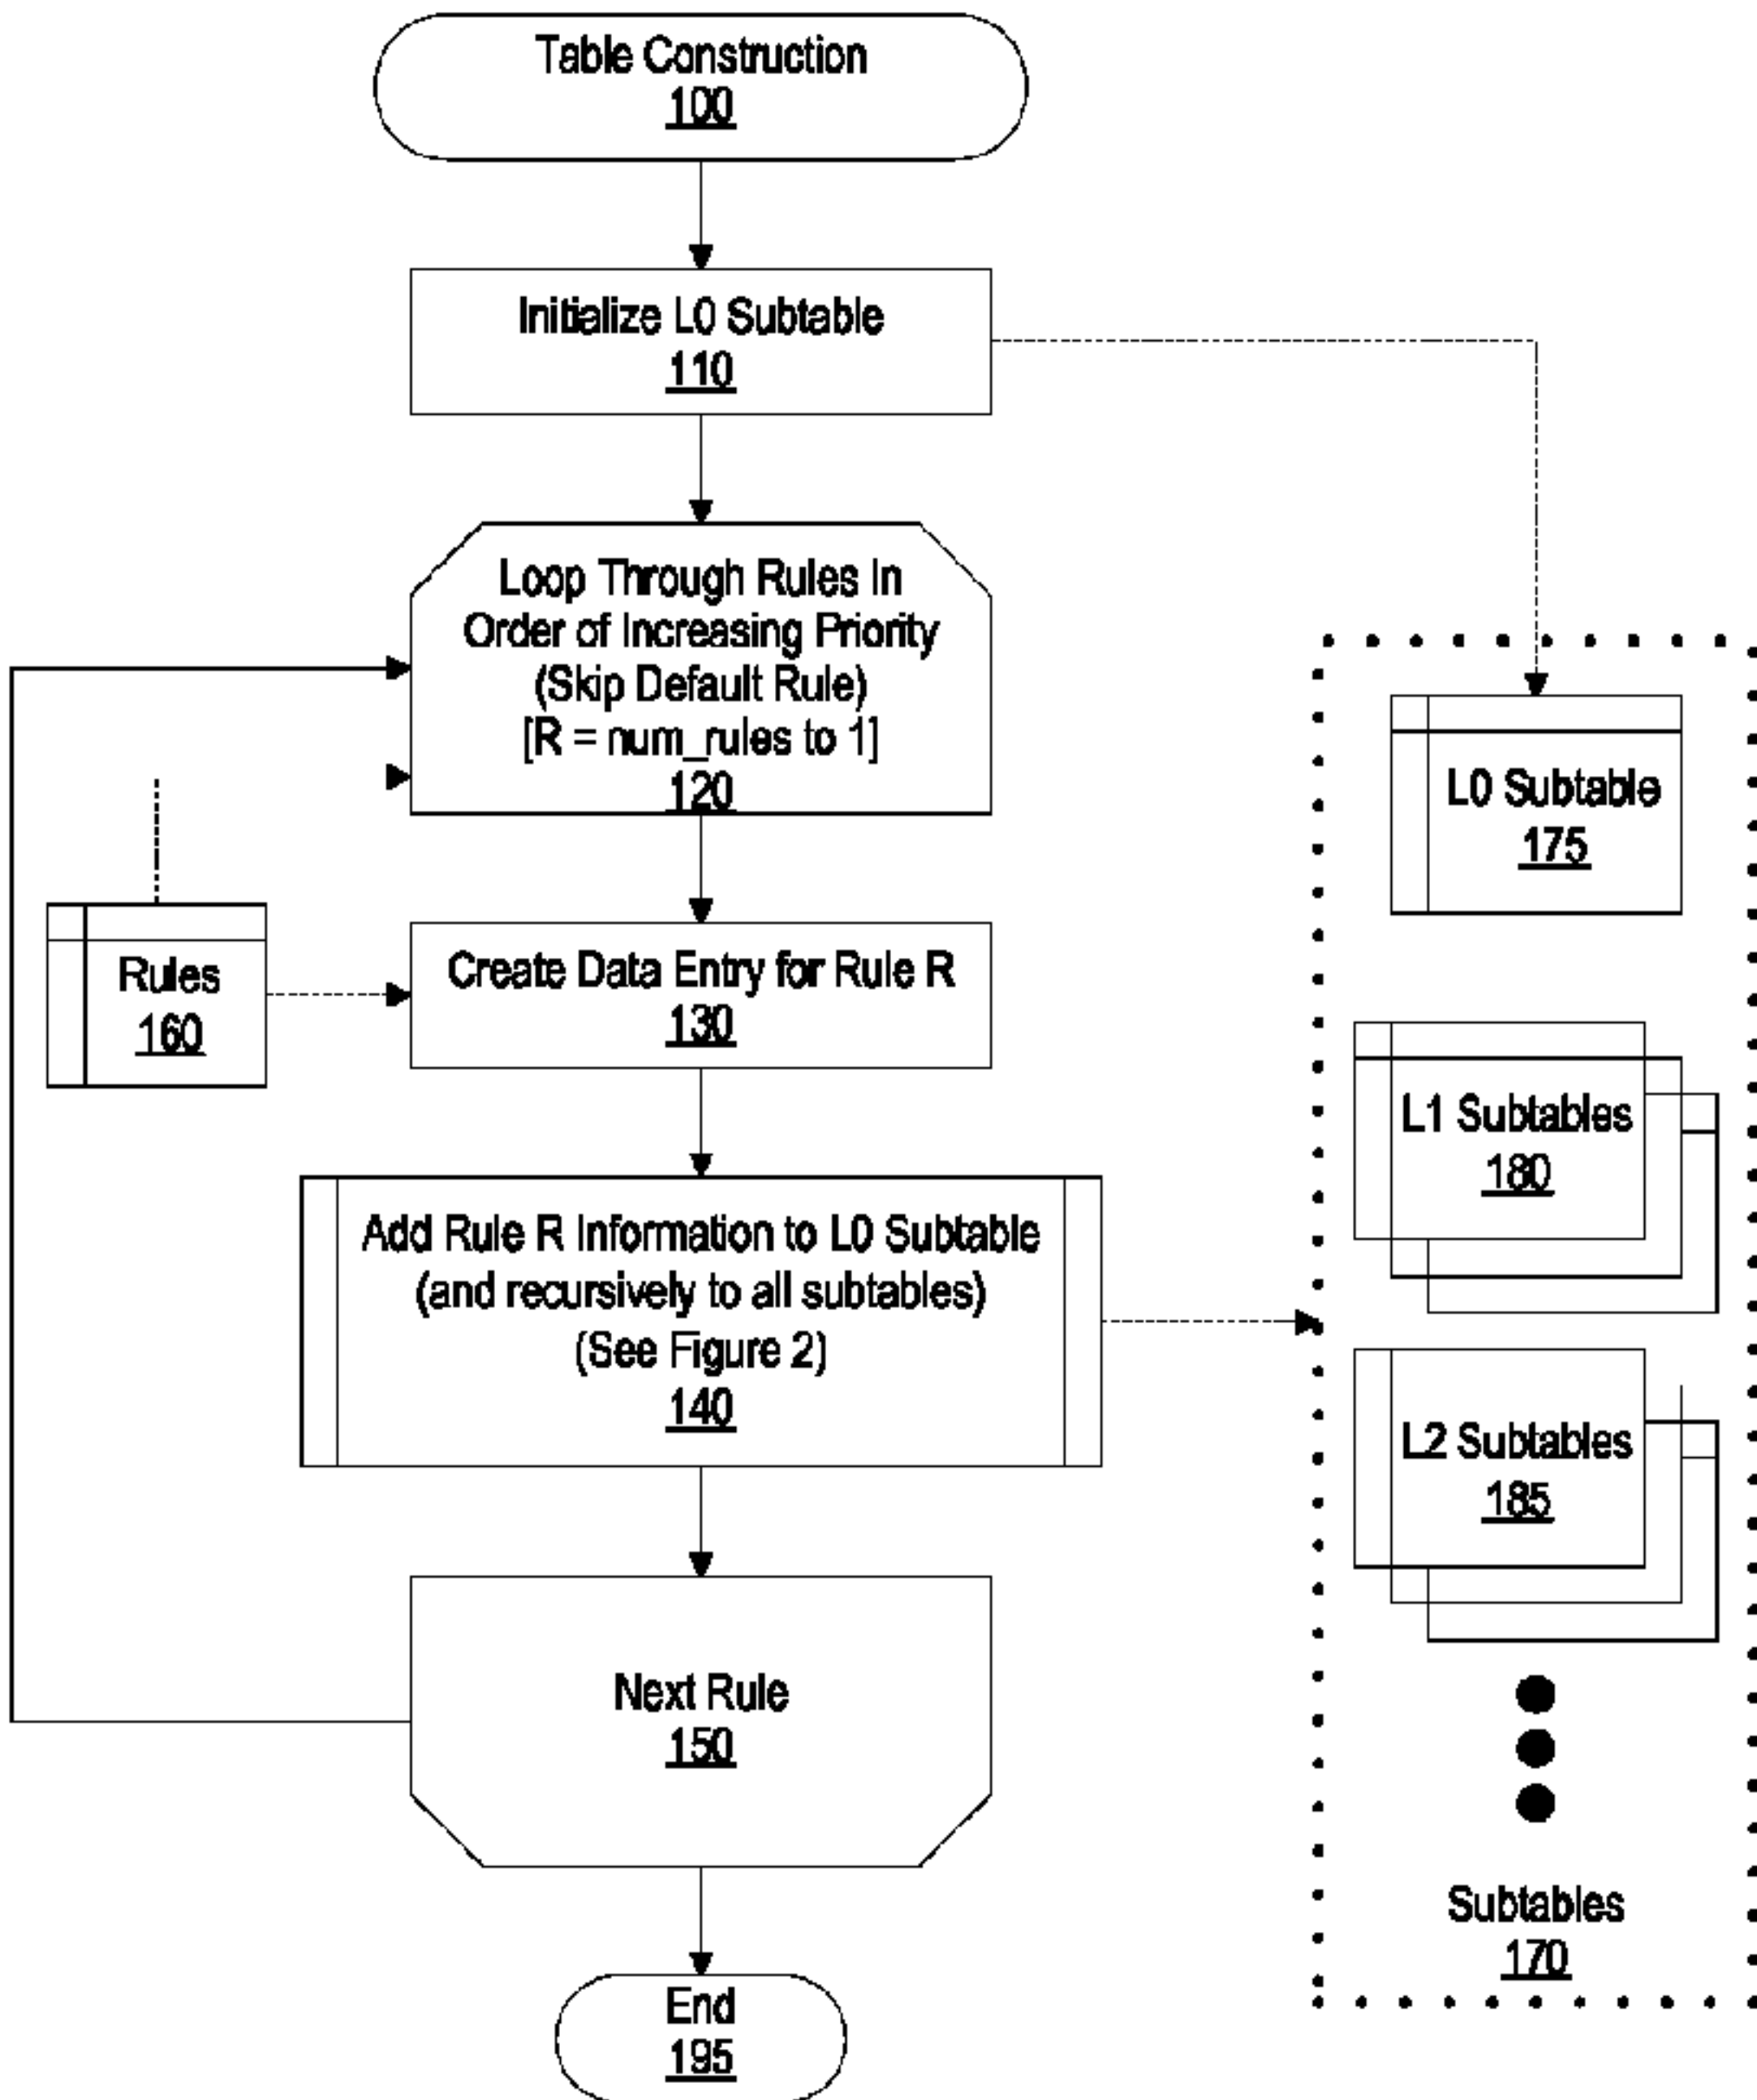 Table Construction
100
Initialize L0 Subtable
110
Loop Through Rules In
Order of Increasing Priority
(Skip Default Rule)
[R = num_rules to 1]
120
Rules
160
Create Data Entry for Rule R
130
Add Rule R Information to L0 Subtable
(and recursively to all subtables)
(See Figure 2)
140
Next Rule
150
End
195
L0 Subtable
175
L1 Subtables
180
L2 Subtables
185
Subtables
170